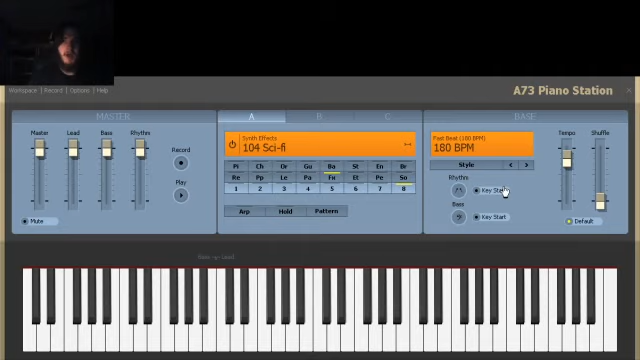 Workspace | Record | Options | Help
A73 Piano Station
MASTER
A
B
C
BASE
Master
Lead
Bass
Rhythm
Record
Play
Mute
Synth Effects
104 Sci-fi
Pi Ch Or Gu Ba St En Br
Re Pi Le Pa Fx Et Pe So
1 2 3 4 5 6 7 8
Arp
Hold
Pattern
Fast Beat (180 BPM)
180 BPM
Style
< >
Rhythm
Key Start
Bass
Key Start
Tempo
Shuffle
Default